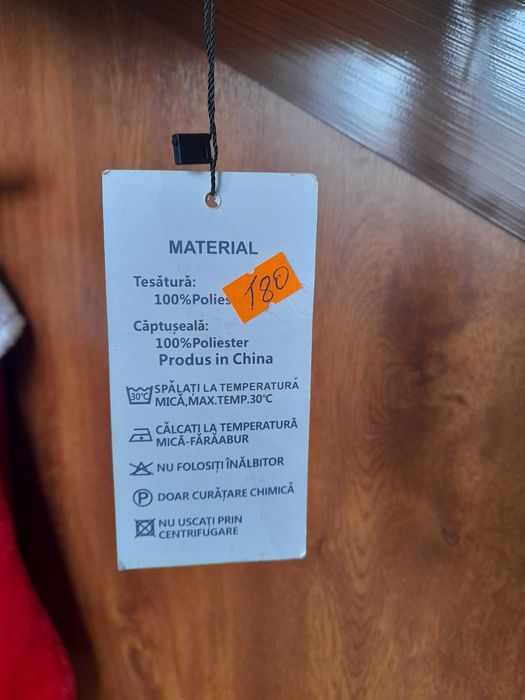 MATERIAL
Tesătură:
100%Polies
180
Căptușeală:
100%Poliester
Produs in China
30°C SPĂLAȚI LA TEMPERATURĂ
MICĂ,MAX.TEMP.30°C
CĂLCATI LA TEMPERATURĂ
MICĂ-FĂRĂABUR
NU FOLOSIȚI ÎNĂLBITOR
P DOAR CURĂȚARE CHIMICĂ
NU USCAȚI PRIN
CENTRIFUGARE